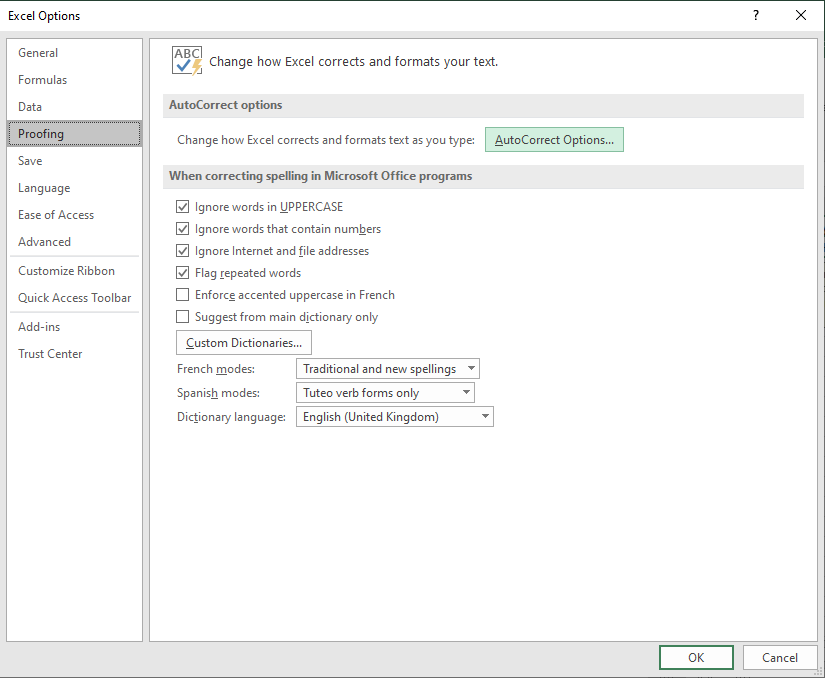 Excel Options
?
General
Formulas
Data
Proofing
Save
Language
Ease of Access
Advanced
Customize Ribbon
Quick Access Toolbar
Add-ins
Trust Center
ABC
Change how Excel corrects and formats your text.
AutoCorrect options
Change how Excel corrects and formats text as you type: AutoCorrect Options...
When correcting spelling in Microsoft Office programs
Ignore words in UPPERCASE
Ignore words that contain numbers
Ignore Internet and file addresses
Flag repeated words
Enforce accented uppercase in French
Suggest from main dictionary only
Custom Dictionaries...
French modes: Traditional and new spellings
Spanish modes: Tuteo verb forms only
Dictionary language: English (United Kingdom)
OK Cancel